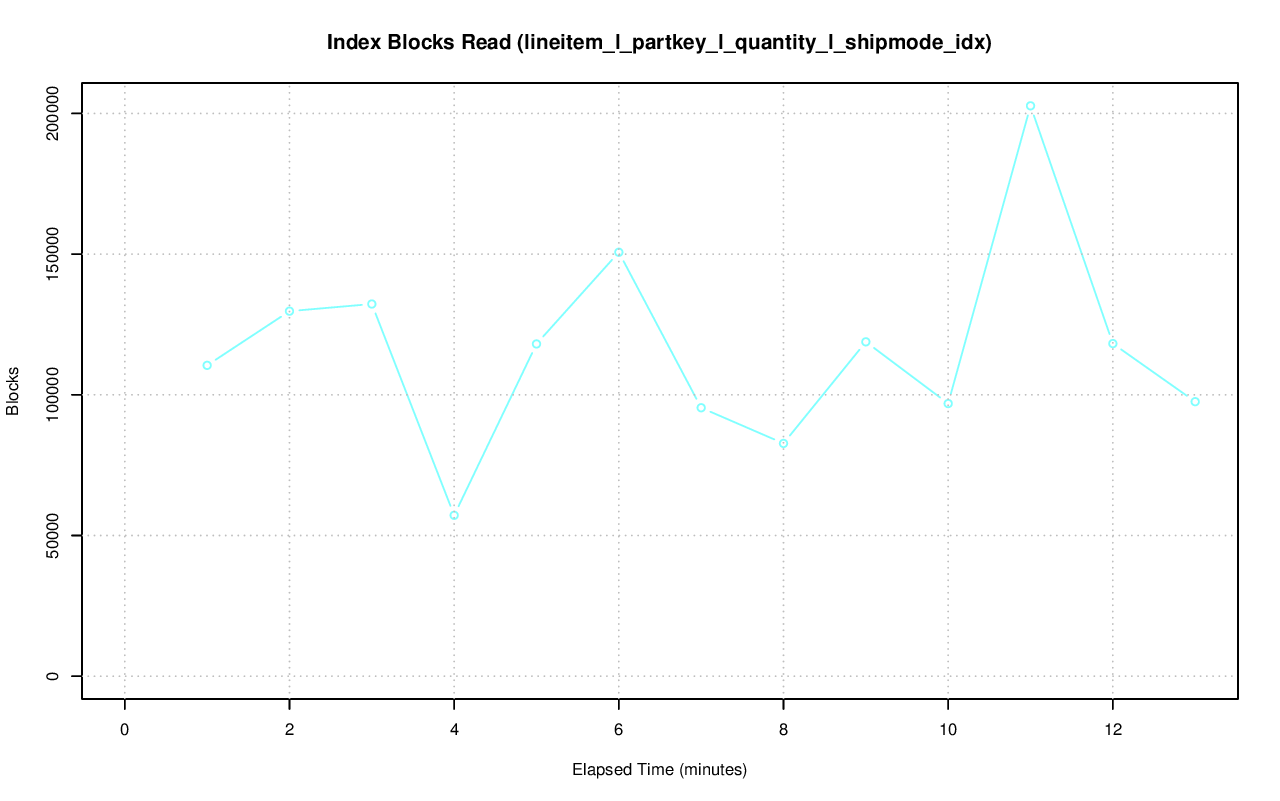 Index Blocks Read (lineitem_l_partkey_l_quantity_l_shipmode_idx)
Blocks
200000
150000
100000
50000
0
0 2 4 6 8 10 12
Elapsed Time (minutes)